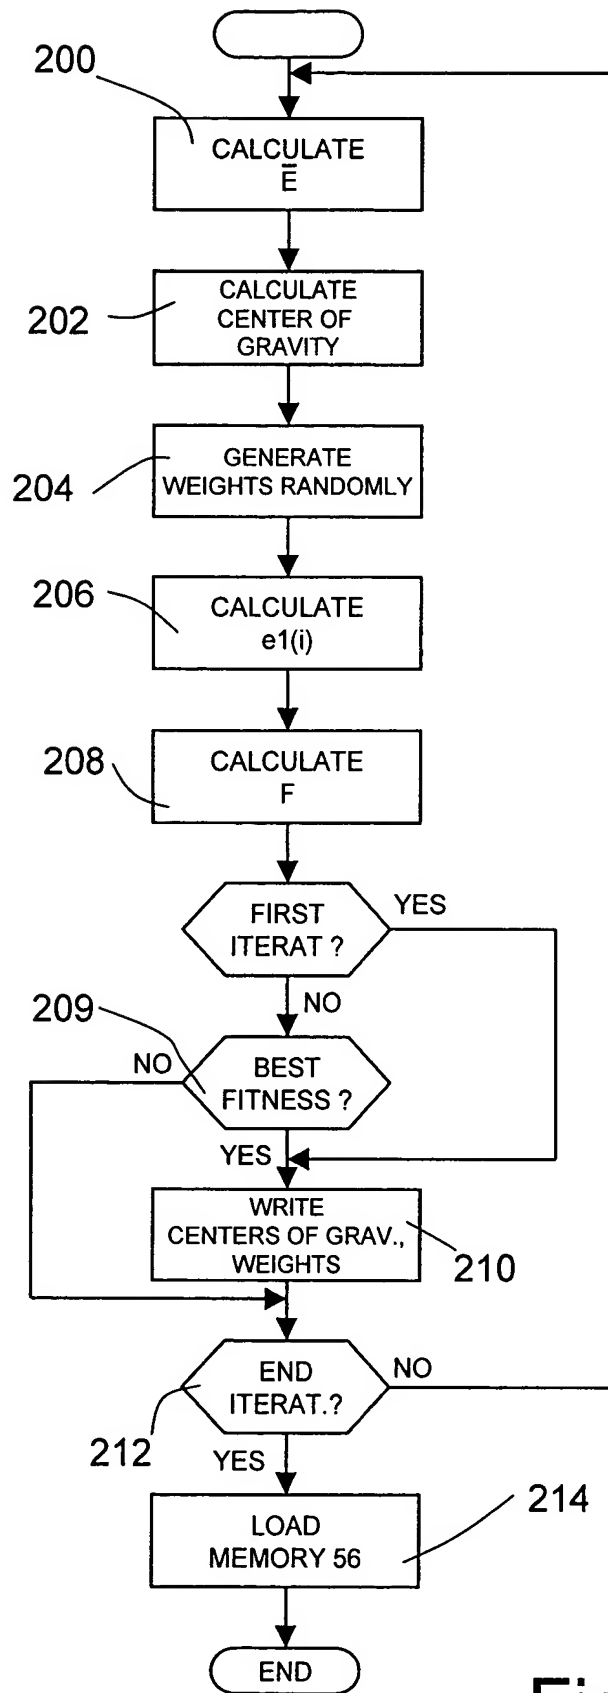 200
CALCULATE
E̅
202
CALCULATE
CENTER OF
GRAVITY
204
GENERATE
WEIGHTS RANDOMLY
206
CALCULATE
e1(i)
208
CALCULATE
F
FIRST
ITERAT ?
YES
NO
209
NO
BEST
FITNESS ?
YES
WRITE
CENTERS OF GRAV.,
WEIGHTS
210
END
ITERAT.?
NO
212
YES
LOAD
MEMORY 56
214
END